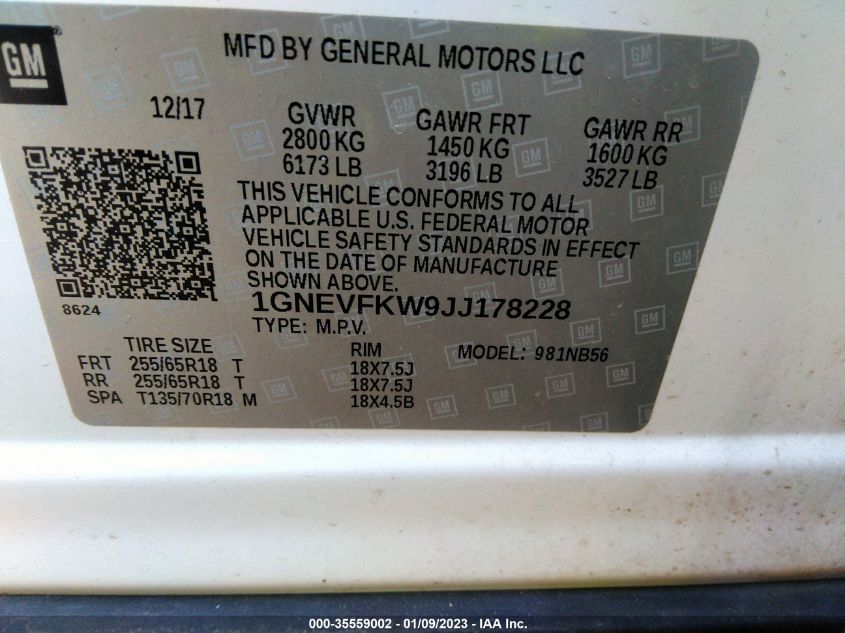 GM
MFD BY GENERAL MOTORS LLC
12/17
GVWR
2800 KG
6173 LB
GAWR FRT
1450 KG
3196 LB
GAWR RR
1600 KG
3527 LB
THIS VEHICLE CONFORMS TO ALL
APPLICABLE U.S. FEDERAL MOTOR
VEHICLE SAFETY STANDARDS IN EFFECT
ON THE DATE OF MANUFACTURE
SHOWN ABOVE.
8624
1GNEVFKW9JJ178228
TYPE: M.P.V.
TIRE SIZE RIM MODEL: 981NB56
FRT 255/65R18 T 18X7.5J
RR 255/65R18 T 18X7.5J
SPA T135/70R18 M 18X4.5B
000-35559002 - 01/09/2023 - IAA Inc.